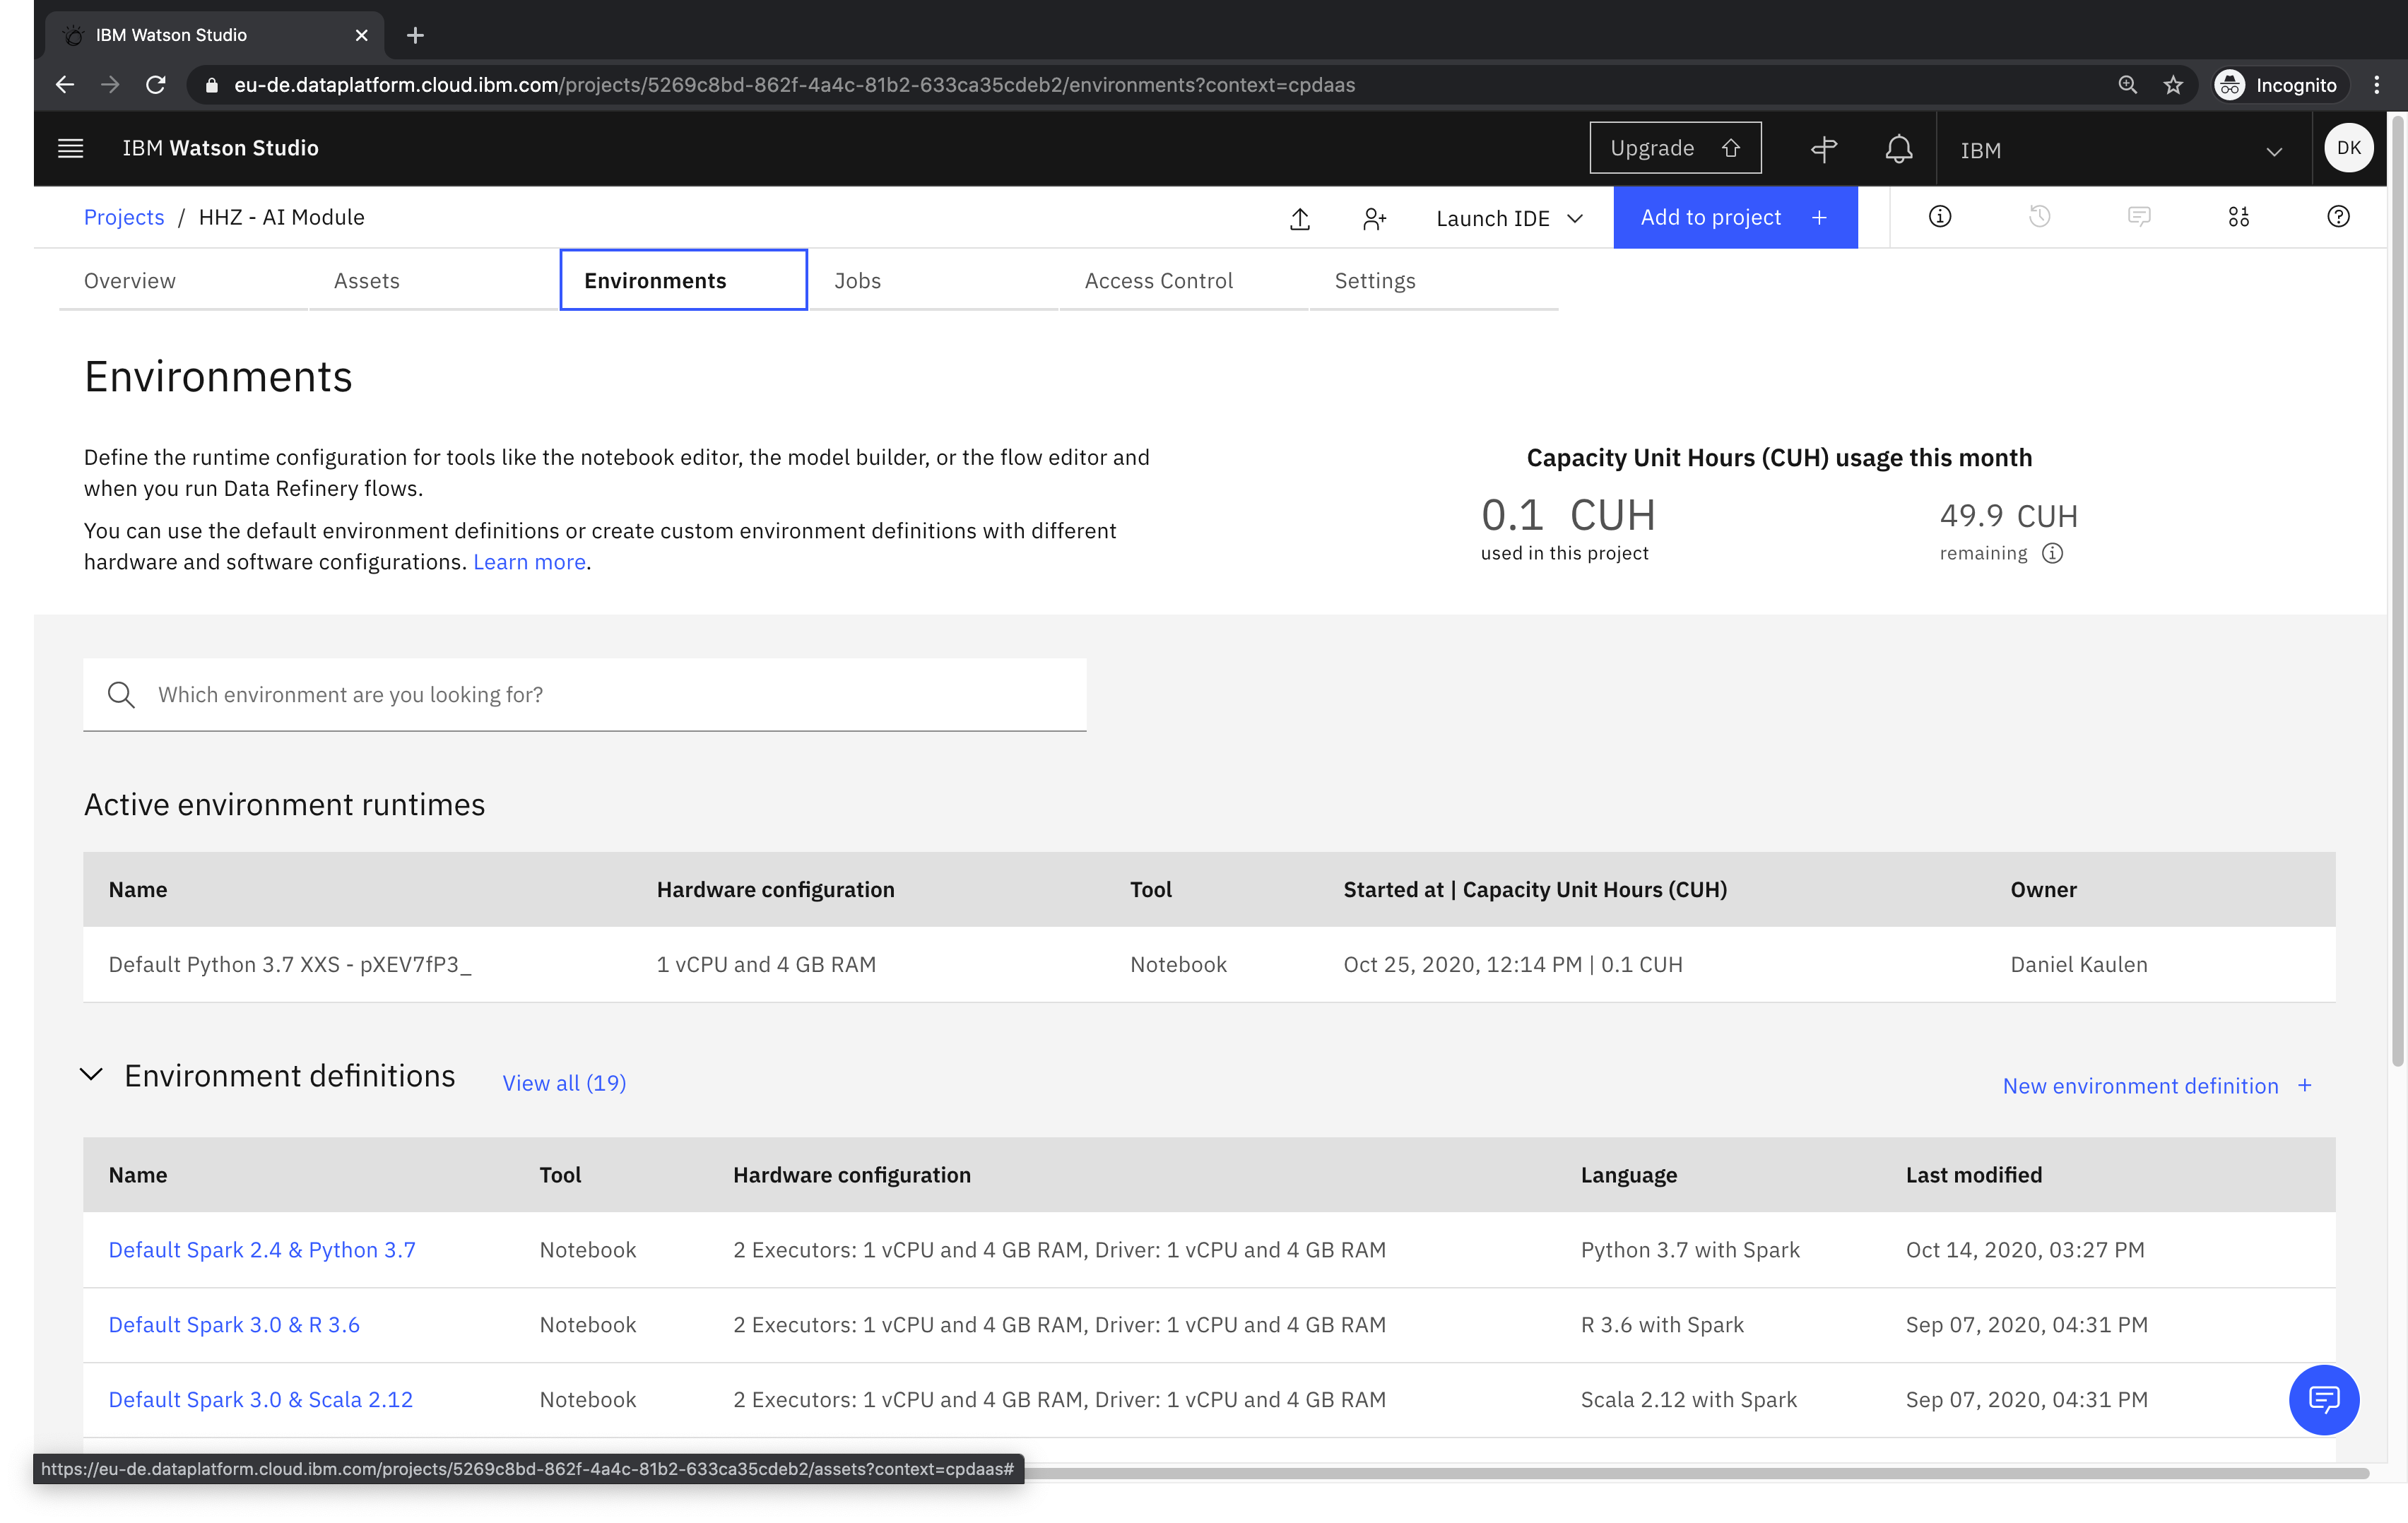 IBM Watson Studio
eu-de.dataplatform.cloud.ibm.com/projects/5269c8bd-862f-4a4c-81b2-633ca35cdeb2/environments?context=cpdaas
Incognito
IBM Watson Studio
Upgrade
IBM
DK
Projects / HHZ - AI Module
Launch IDE
Add to project +
Overview
Assets
Environments
Jobs
Access Control
Settings
Environments
Define the runtime configuration for tools like the notebook editor, the model builder, or the flow editor and
when you run Data Refinery flows.
You can use the default environment definitions or create custom environment definitions with different
hardware and software configurations. Learn more.
Capacity Unit Hours (CUH) usage this month
0.1 CUH
used in this project
49.9 CUH
remaining
Which environment are you looking for?
Active environment runtimes
Name Hardware configuration Tool Started at | Capacity Unit Hours (CUH) Owner
Default Python 3.7 XXS - pXEV7fP3_ 1 vCPU and 4 GB RAM Notebook Oct 25, 2020, 12:14 PM | 0.1 CUH Daniel Kaulen
Environment definitions View all (19) New environment definition +
Name Tool Hardware configuration Language Last modified
Default Spark 2.4 & Python 3.7 Notebook 2 Executors: 1 vCPU and 4 GB RAM, Driver: 1 vCPU and 4 GB RAM Python 3.7 with Spark Oct 14, 2020, 03:27 PM
Default Spark 3.0 & R 3.6 Notebook 2 Executors: 1 vCPU and 4 GB RAM, Driver: 1 vCPU and 4 GB RAM R 3.6 with Spark Sep 07, 2020, 04:31 PM
Default Spark 3.0 & Scala 2.12 Notebook 2 Executors: 1 vCPU and 4 GB RAM, Driver: 1 vCPU and 4 GB RAM Scala 2.12 with Spark Sep 07, 2020, 04:31 PM
https://eu-de.dataplatform.cloud.ibm.com/projects/5269c8bd-862f-4a4c-81b2-633ca35cdeb2/assets?context=cpdaas#